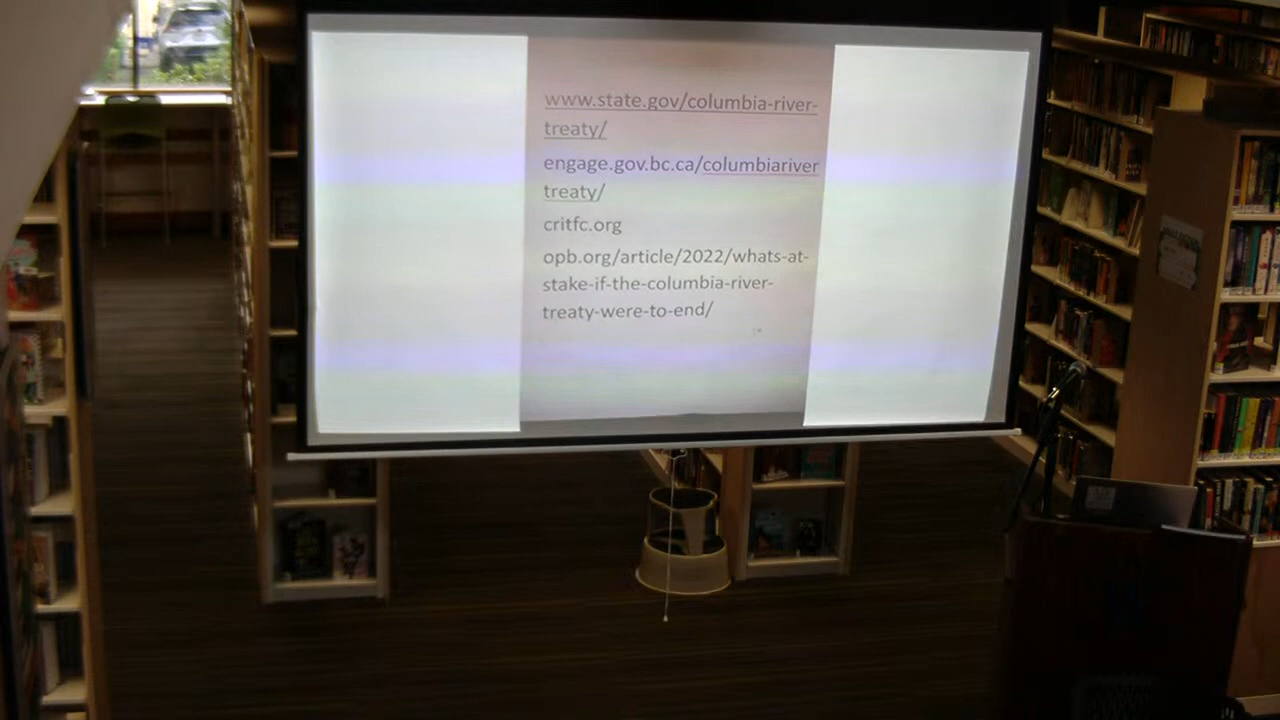 www.state.gov/columbia-river-
treaty/
engage.gov.bc.ca/columbiariver
treaty/
critfc.org
opb.org/article/2022/whats-at-
stake-if-the-columbia-river-
treaty-were-to-end/